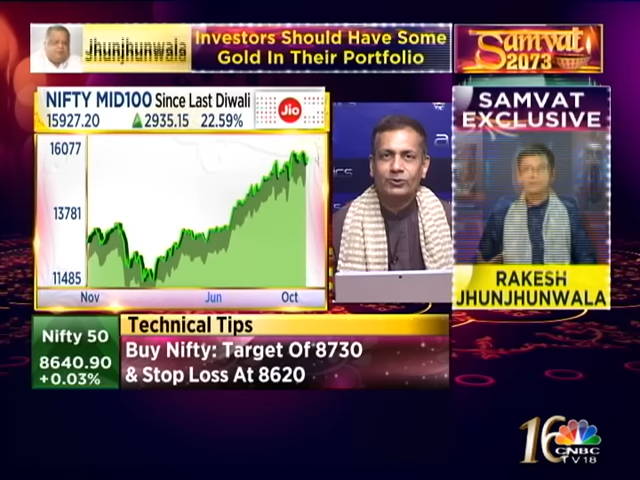 Jhunjhunwala
Investors Should Have Some
Gold In Their Portfolio
Samvat
2073
NIFTY MID100 Since Last Diwali
15927.20 2935.15 22.59%
Jio
16077
13781
11485
Nov Jun Oct
SAMVAT
EXCLUSIVE
RAKESH
JHUNJHUNWALA
Nifty 50
8640.90
+0.03%
Technical Tips
Buy Nifty: Target Of 8730
& Stop Loss At 8620
16
CNBC
TV18